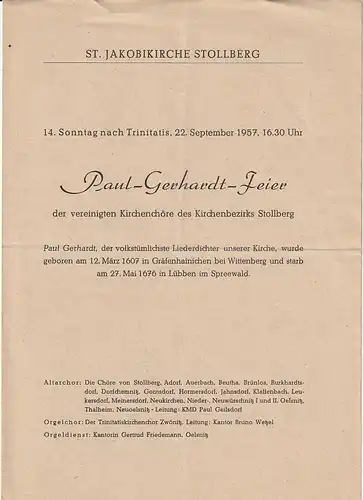 ST. JAKOBIKIRCHE STOLLBERG
14. Sonntag nach Trinitatis, 22. September 1957, 16.30 Uhr
Paul-Gerhardt-Feier
der vereinigten Kirchenchöre des Kirchenbezirks Stollberg
Paul Gerhardt, der volkstümlichste Liederdichter unserer Kirche, wurde
geboren am 12. März 1607 in Gräfenhainichen bei Wittenberg und starb
am 27. Mai 1676 in Lübben im Spreewald.
Altarchor: Die Chöre von Stollberg, Adorf, Auerbach, Beutha, Brünlos, Burkhardts-
dorf, Dorfchemnitz, Gornsdorf, Hormersdorf, Jahnsdorf, Klaffenbach, Leu-
kersdorf, Meinersdorf, Neukirchen, Nieder-, Neuwürschnitz I und II, Oelsnitz,
Thalheim, Neuoelsnitz - Leitung: KMD Paul Geilsdorf
Orgelchor: Der Trinitatiskirchenchor Zwönitz, Leitung: Kantor Bruno Wetzel
Orgeldienst: Kantorin Gertrud Friedemann, Oelsnitz